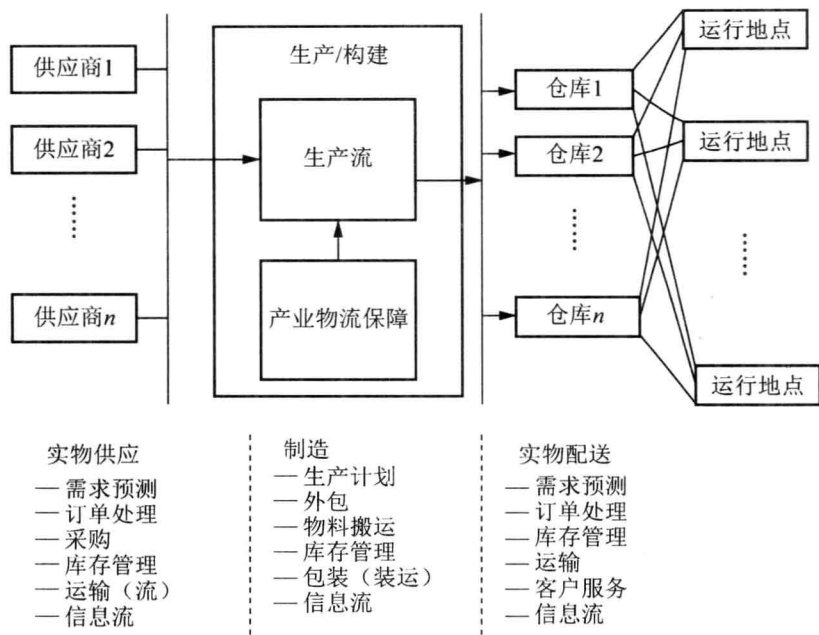 供应商1
供应商2
供应商n
生产/构建
生产流
产业物流保障
仓库1
仓库2
仓库n
运行地点
运行地点
运行地点
实物供应
— 需求预测
— 订单处理
— 采购
— 库存管理
— 运输（流）
— 信息流
制造
— 生产计划
— 外包
— 物料搬运
— 库存管理
— 包装（装运）
— 信息流
实物配送
— 需求预测
— 订单处理
— 库存管理
— 运输
— 客户服务
— 信息流